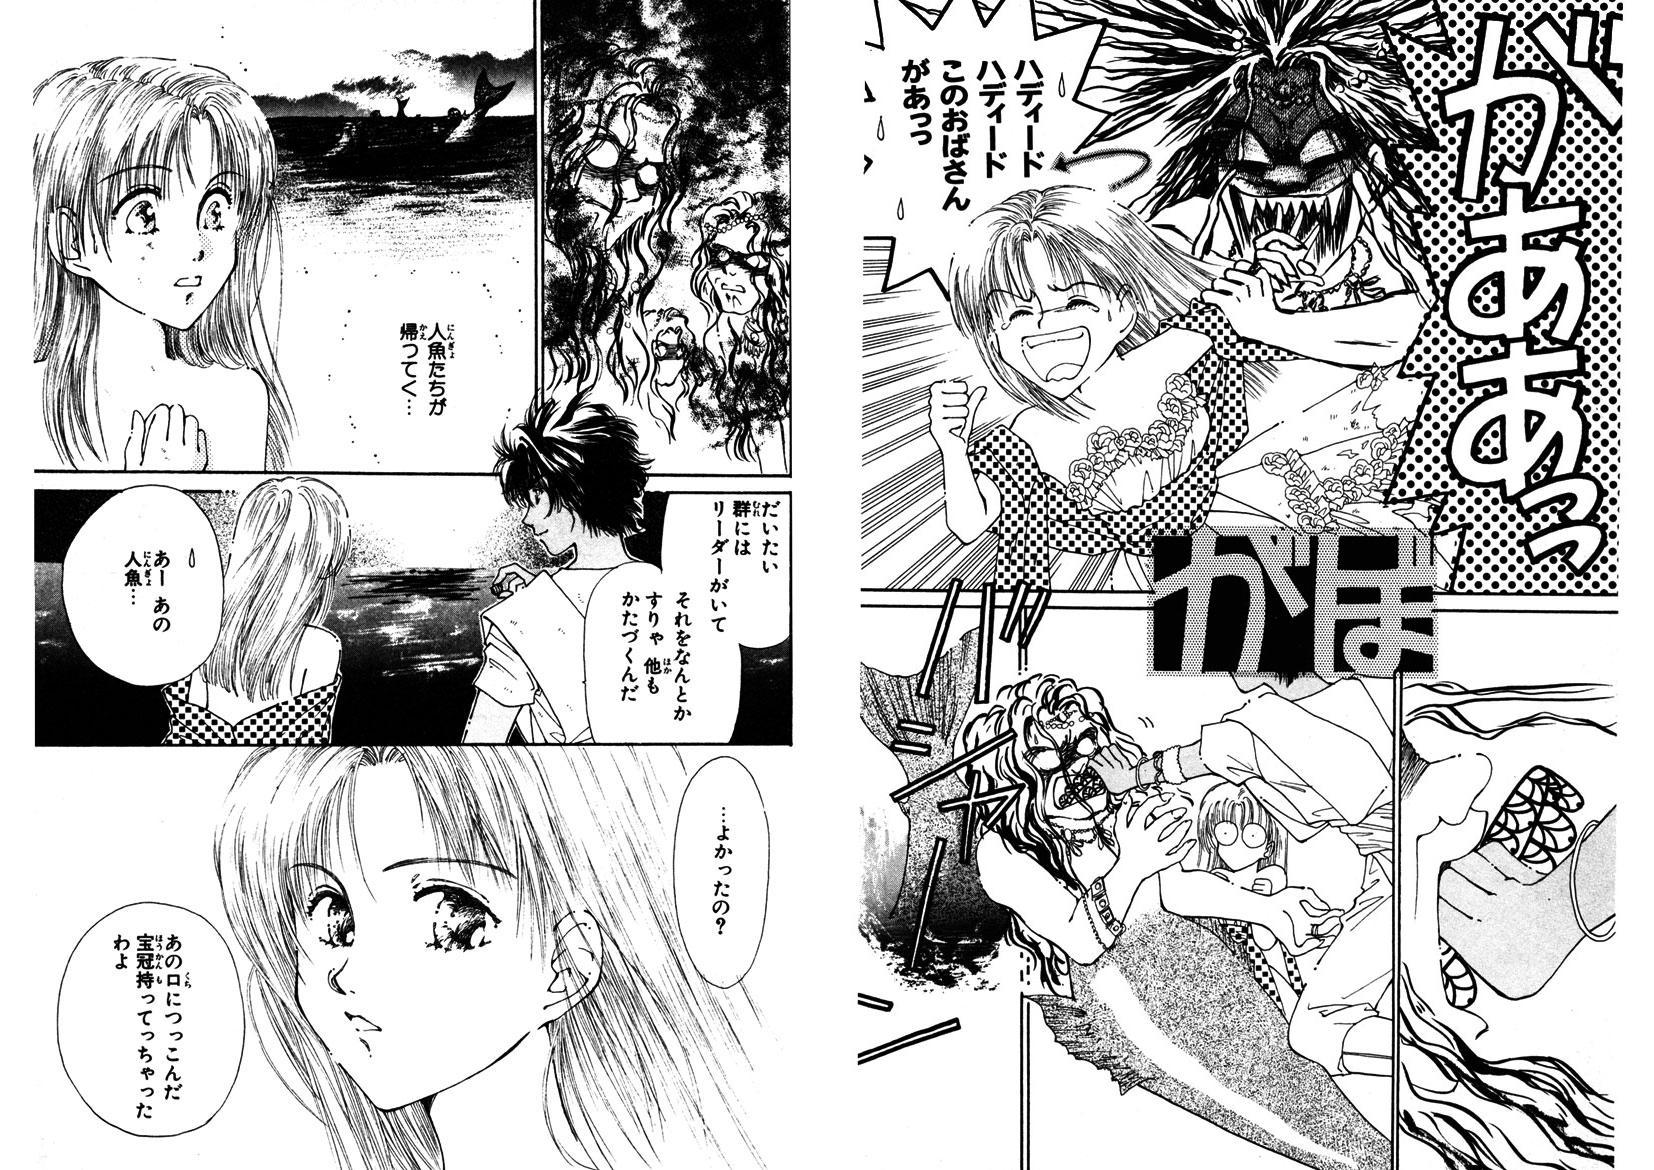 がああああっっ
ハディード
ハディード
このおばさん
がああっっ
がぼ
人魚たちが
帰ってく…
だいたい
群には
リーダーがいて
それをなんとか
すりゃ 他も
かたづくんだ
あー あの
人魚…
…よかったの?
あの口につっこんだ
宝冠持ってっちゃった
わよ